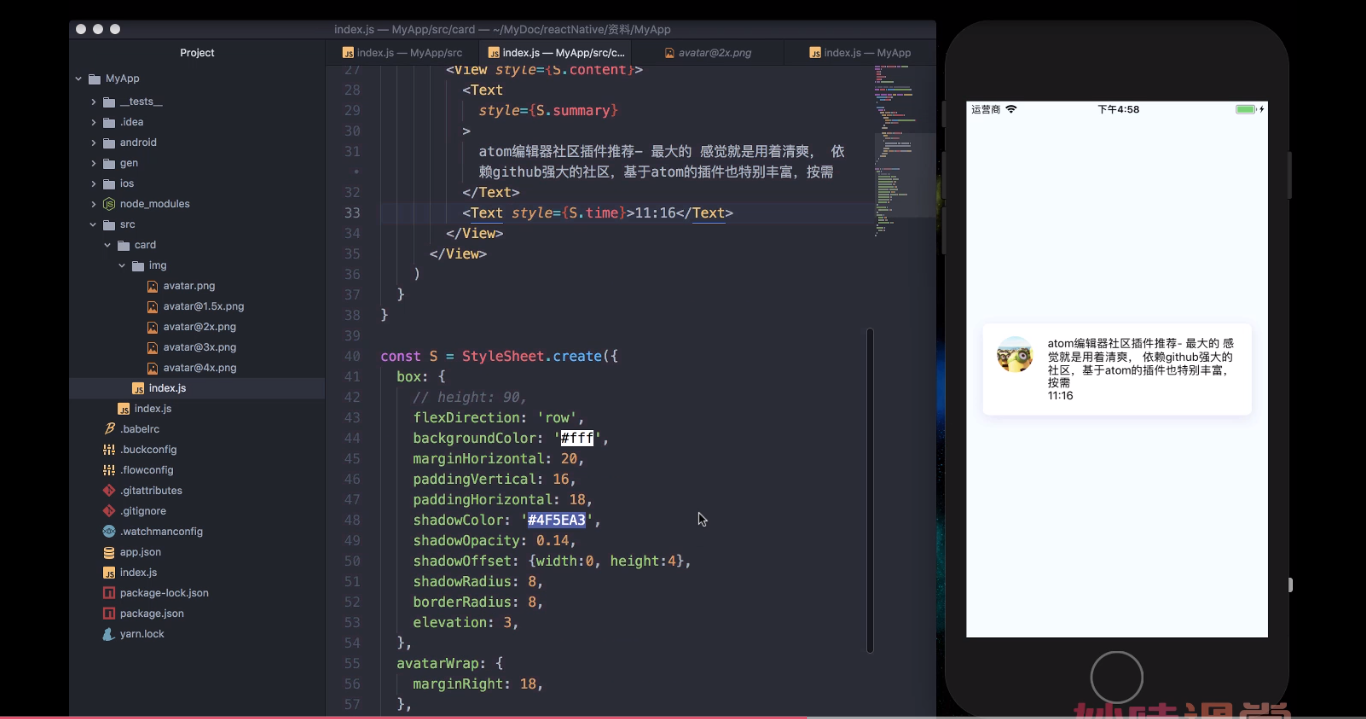 index.js — MyApp/src/card — ~/MyDoc/reactNative/资料/MyApp
Project
index.js — MyApp/src
index.js — MyApp/src/c...
avatar@2x.png
index.js — MyApp
MyApp
__tests__
.idea
android
gen
ios
node_modules
src
card
img
avatar.png
avatar@1.5x.png
avatar@2x.png
avatar@3x.png
avatar@4x.png
index.js
index.js
.babelrc
.buckconfig
.flowconfig
.gitattributes
.gitignore
.watchmanconfig
app.json
index.js
package-lock.json
package.json
yarn.lock
27 <View style={S.content}>
28 <Text
29 style={S.summary}
30 >
31 atom编辑器社区插件推荐- 最大的 感觉就是用着清爽， 依
• 赖github强大的社区，基于atom的插件也特别丰富，按需
32 </Text>
33 <Text style={S.time}>11:16</Text>
34 </View>
35 </View>
36 )
37 }
38 }
39
40 const S = StyleSheet.create({
41 box: {
42 // height: 90,
43 flexDirection: 'row',
44 backgroundColor: '#fff',
45 marginHorizontal: 20,
46 paddingVertical: 16,
47 paddingHorizontal: 18,
48 shadowColor: '#4F5EA3',
49 shadowOpacity: 0.14,
50 shadowOffset: {width:0, height:4},
51 shadowRadius: 8,
52 borderRadius: 8,
53 elevation: 3,
54 },
55 avatarWrap: {
56 marginRight: 18,
57 },
运营商 下午4:58
atom编辑器社区插件推荐- 最大的 感
觉就是用着清爽， 依赖github强大的
社区，基于atom的插件也特别丰富，
按需
11:16